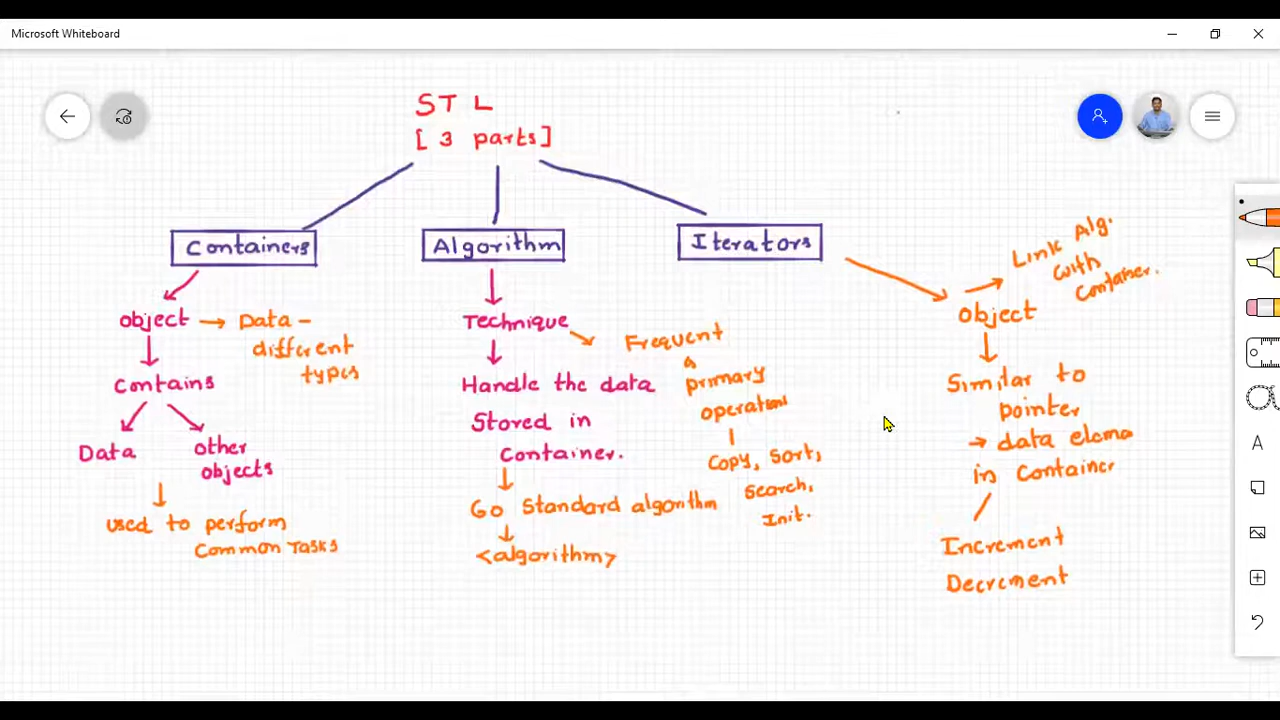 Microsoft Whiteboard
STL
[ 3 parts ]
Containers
Algorithm
Iterators
object → Data -
different
types
Contains
Data
other
objects
used to perform
Common Tasks
Technique
Handle the data
Stored in
Container.
Frequent
&
primary
operations
Copy, Sort,
Search,
Init.
Go Standard algorithm
<algorithm>
Link Alg.
with
Container.
Object
Similar to
pointer
→ data eleme
in Container
Increment
Decrement
A